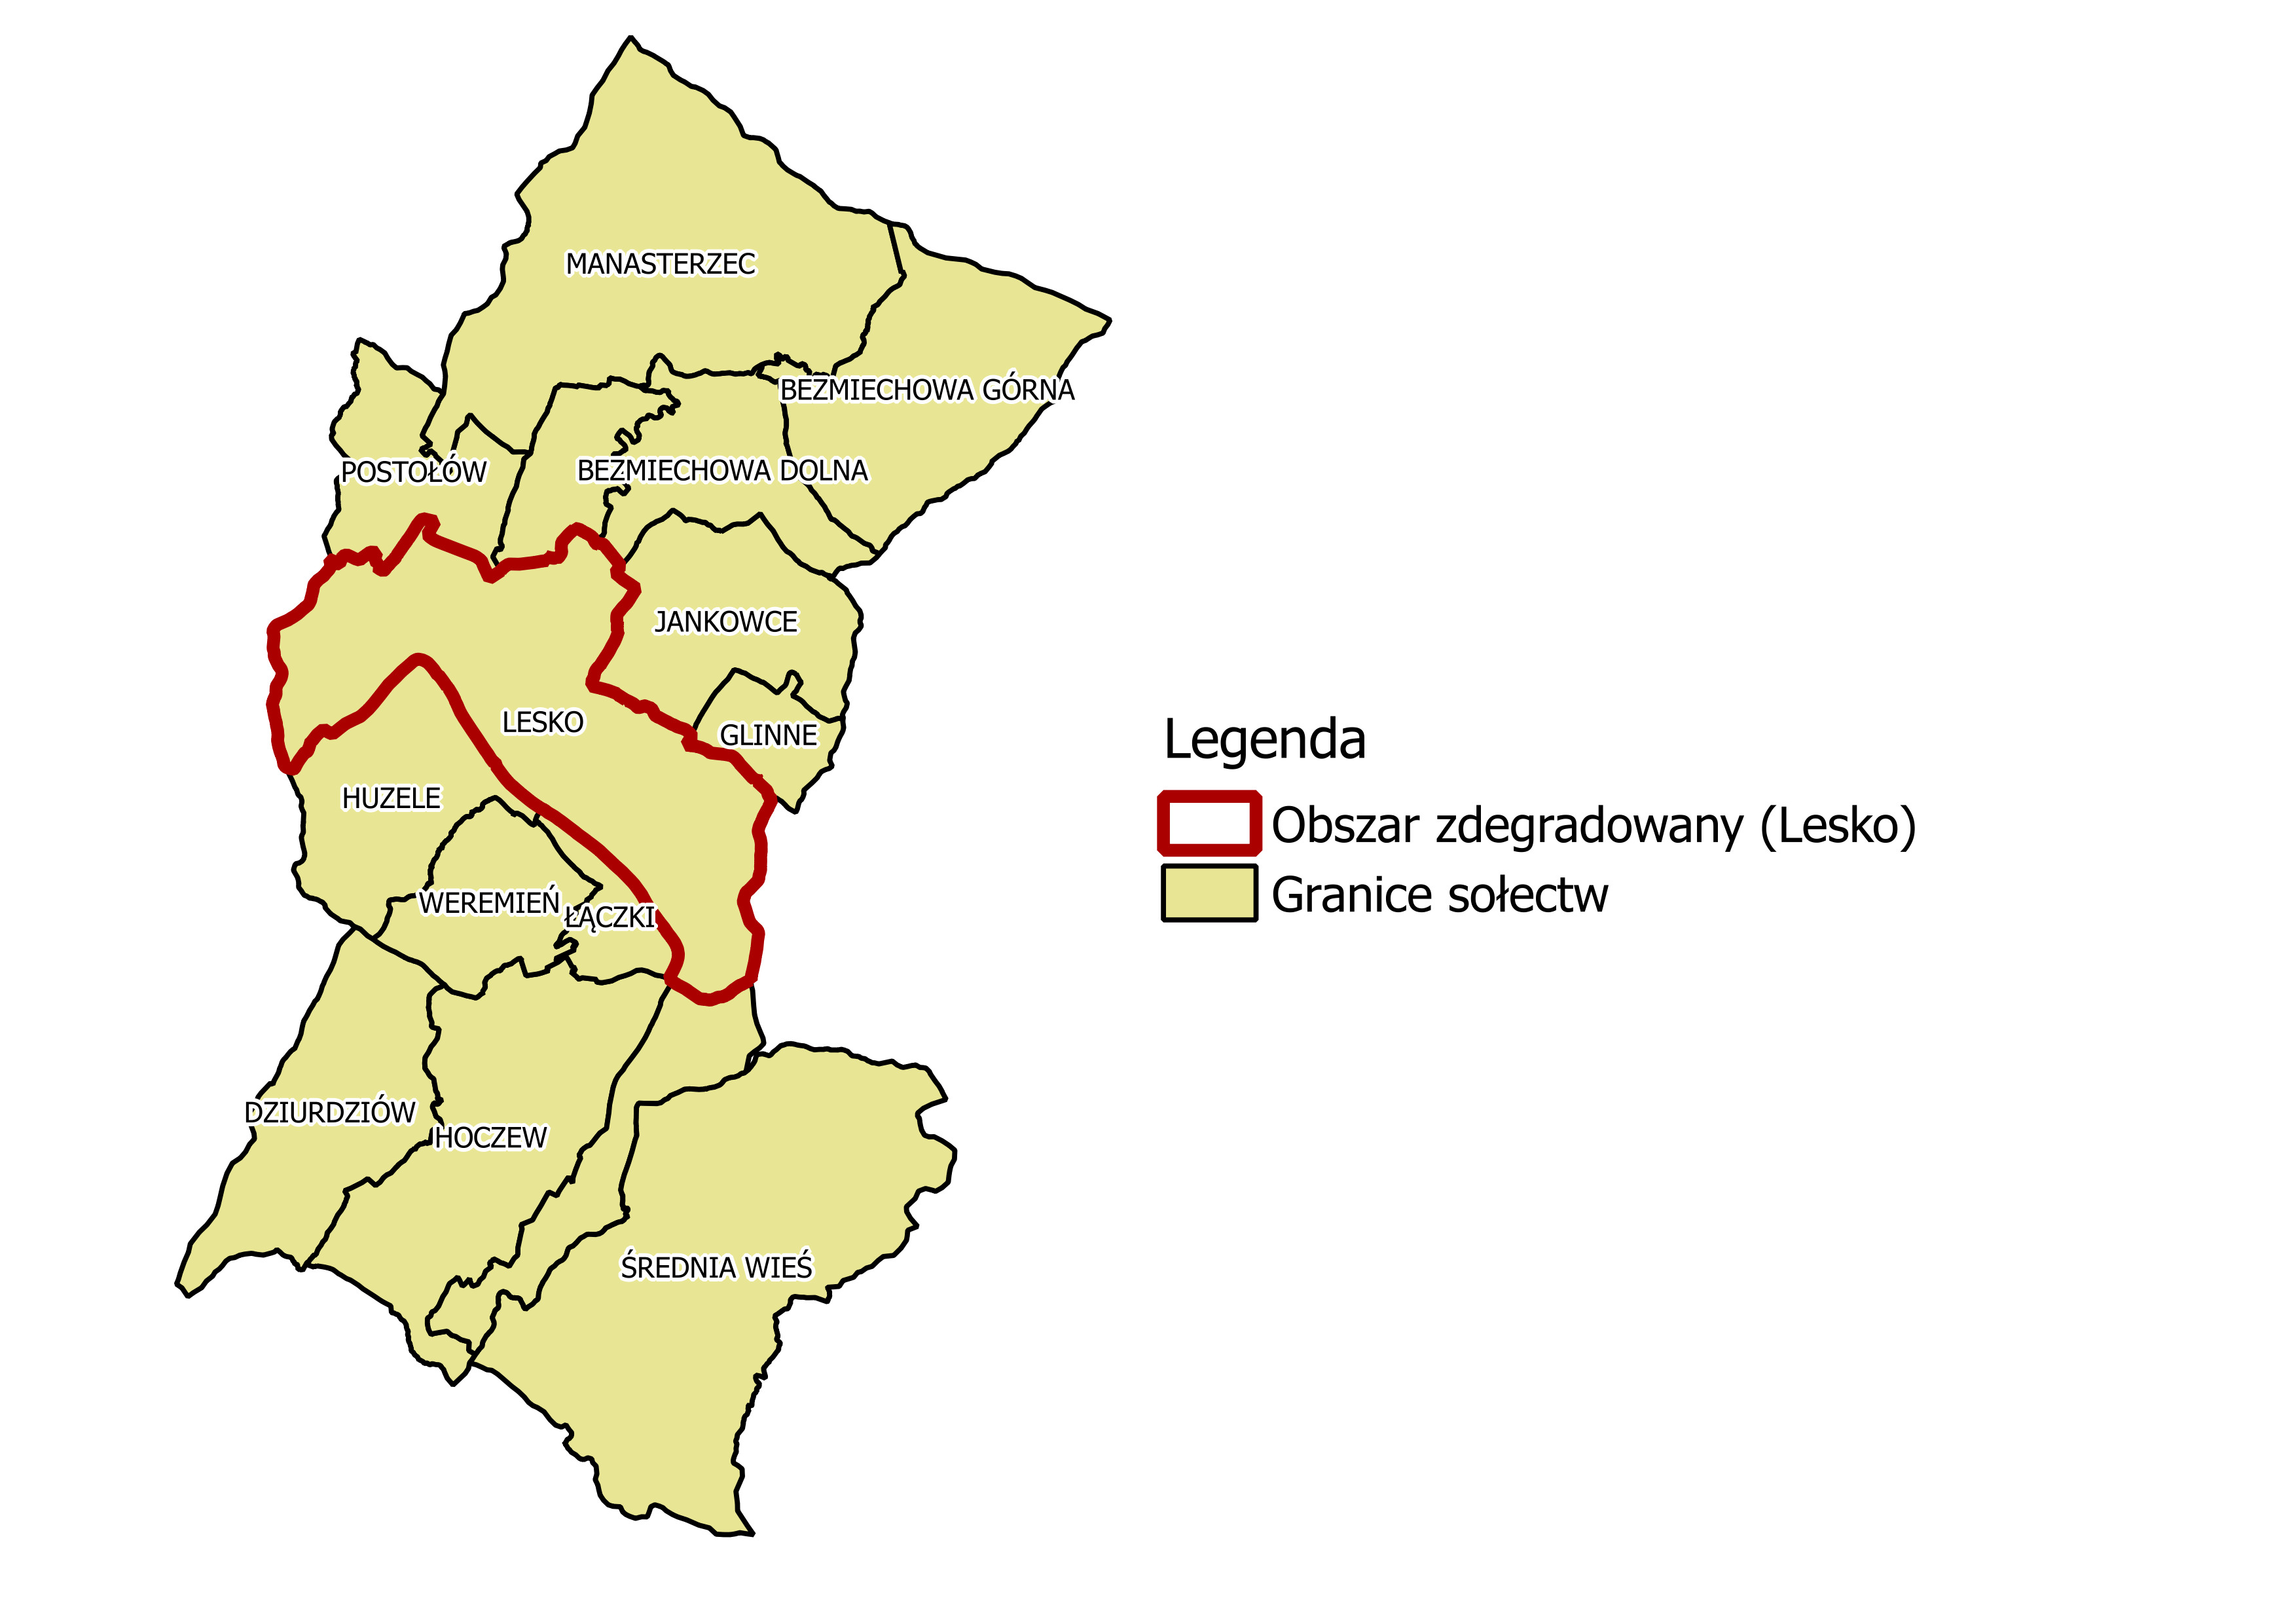 MANASTERZEC
BEZMIECHOWA GÓRNA
POSTOŁÓW
BEZMIECHOWA DOLNA
JANKOWCE
LESKO
GLINNE
HUZELE
WEREMIEŃ
ŁĄCZKI
DZIURDZIÓW
HOCZEW
ŚREDNIA WIEŚ
Legenda
Obszar zdegradowany (Lesko)
Granice sołectw